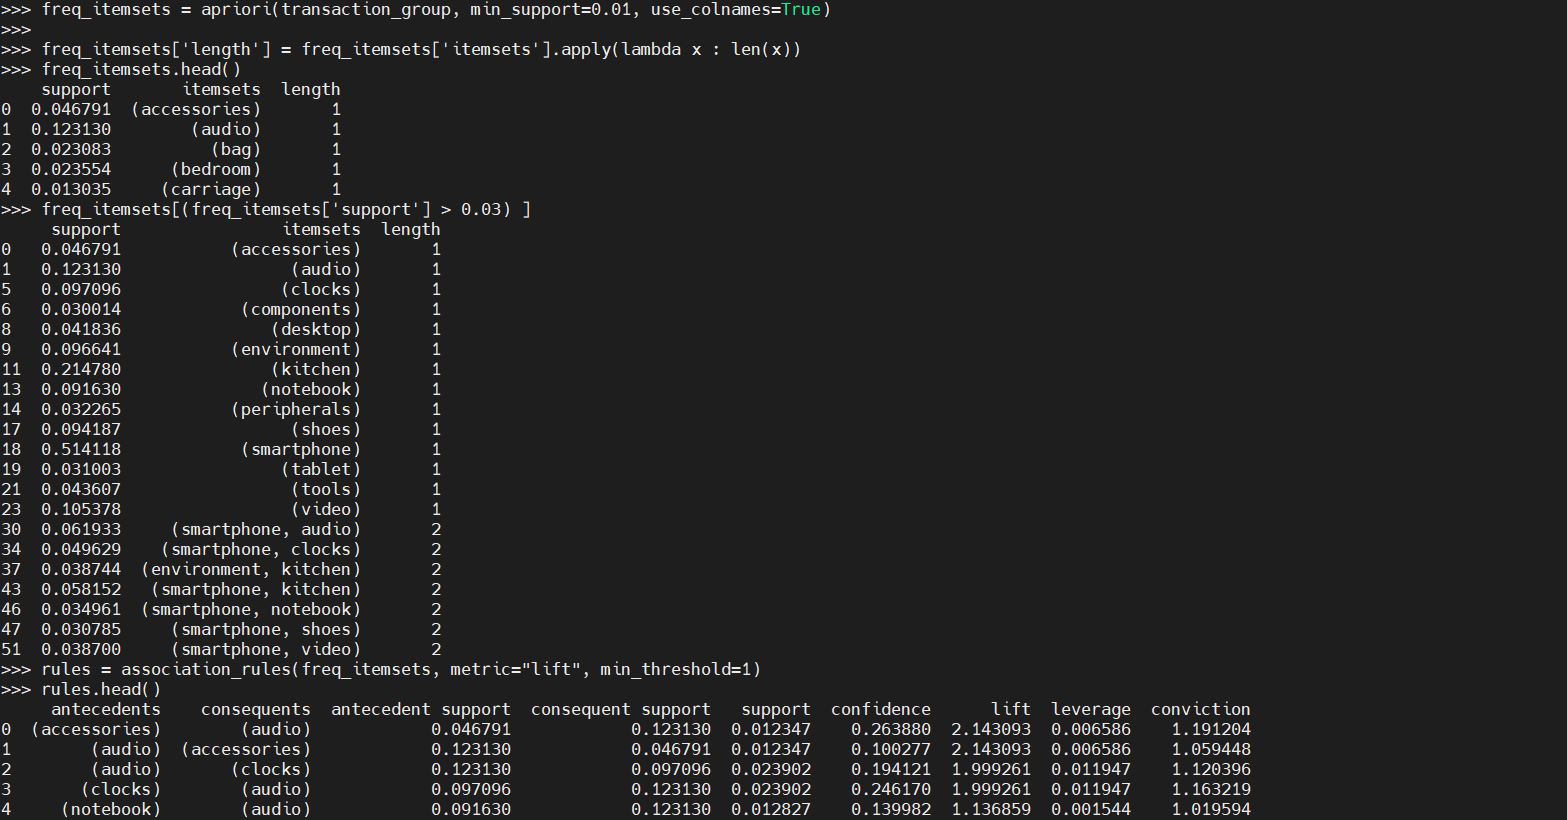 >>> freq_itemsets = apriori(transaction_group, min_support=0.01, use_colnames=True)
>>>
>>> freq_itemsets['length'] = freq_itemsets['itemsets'].apply(lambda x : len(x))
>>> freq_itemsets.head()
    support       itemsets  length
0  0.046791  (accessories)       1
1  0.123130        (audio)       1
2  0.023083          (bag)       1
3  0.023554      (bedroom)       1
4  0.013035     (carriage)       1
>>> freq_itemsets[(freq_itemsets['support'] > 0.03) ]
     support                itemsets  length
0   0.046791           (accessories)       1
1   0.123130                 (audio)       1
5   0.097096                (clocks)       1
6   0.030014            (components)       1
8   0.041836               (desktop)       1
9   0.096641           (environment)       1
11  0.214780               (kitchen)       1
13  0.091630              (notebook)       1
14  0.032265           (peripherals)       1
17  0.094187                 (shoes)       1
18  0.514118            (smartphone)       1
19  0.031003                (tablet)       1
21  0.043607                 (tools)       1
23  0.105378                 (video)       1
30  0.061933     (smartphone, audio)       2
34  0.049629    (smartphone, clocks)       2
37  0.038744  (environment, kitchen)       2
43  0.058152   (smartphone, kitchen)       2
46  0.034961  (smartphone, notebook)       2
47  0.030785     (smartphone, shoes)       2
51  0.038700     (smartphone, video)       2
>>> rules = association_rules(freq_itemsets, metric="lift", min_threshold=1)
>>> rules.head()
     antecedents    consequents  antecedent support  consequent support   support  confidence      lift  leverage  conviction
0  (accessories)        (audio)            0.046791            0.123130  0.012347    0.263880  2.143093  0.006586    1.191204
1        (audio)  (accessories)            0.123130            0.046791  0.012347    0.100277  2.143093  0.006586    1.059448
2        (audio)       (clocks)            0.123130            0.097096  0.023902    0.194121  1.999261  0.011947    1.120396
3       (clocks)        (audio)            0.097096            0.123130  0.023902    0.246170  1.999261  0.011947    1.163219
4     (notebook)        (audio)            0.091630            0.123130  0.012827    0.139982  1.136859  0.001544    1.019594